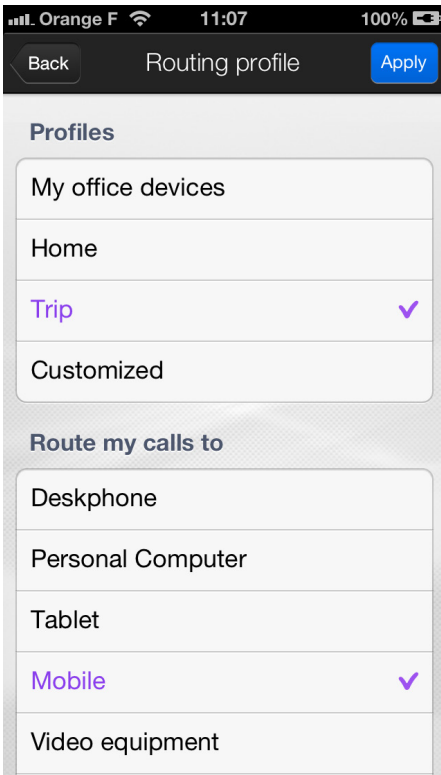 Orange F 11:07 100%
Back Routing profile Apply
Profiles
My office devices
Home
Trip
Customized
Route my calls to
Deskphone
Personal Computer
Tablet
Mobile
Video equipment